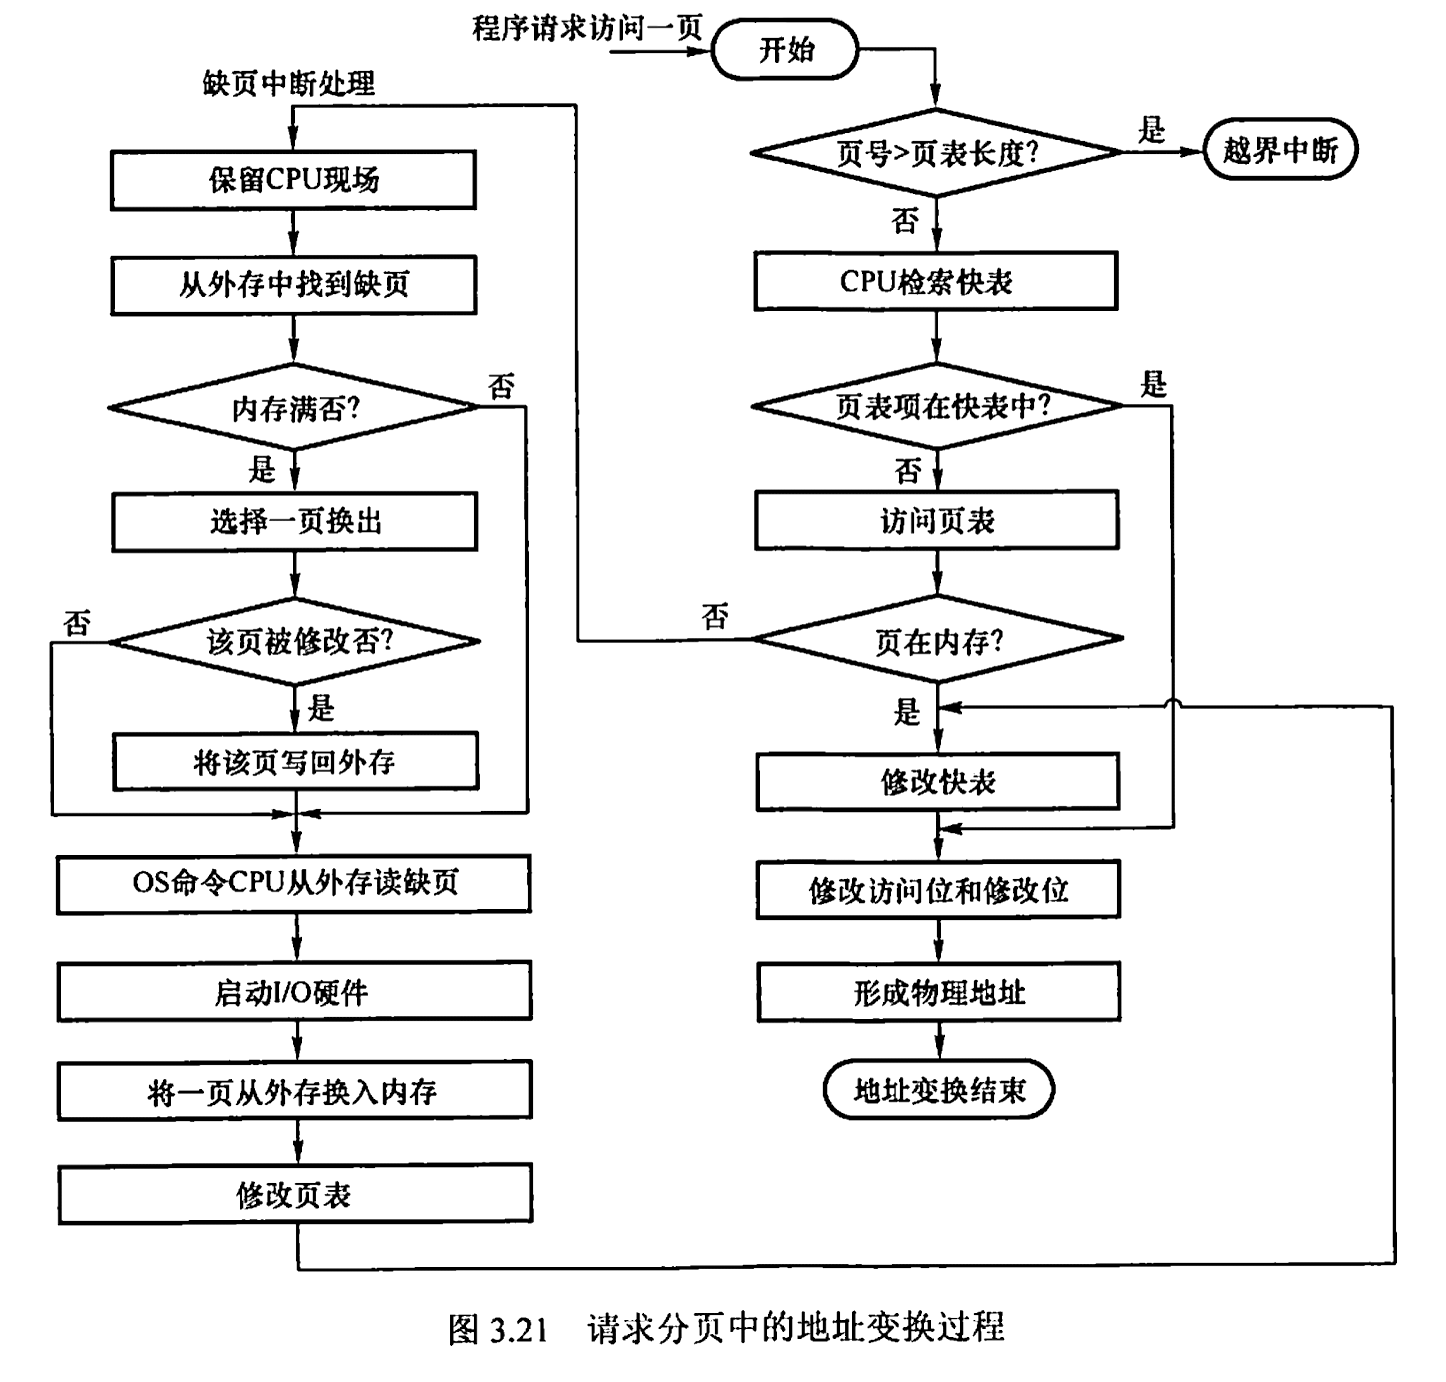 程序请求访问一页
开始
缺页中断处理
页号>页表长度?
是
越界中断
否
CPU检索快表
页表项在快表中?
是
否
访问页表
页在内存?
否
是
修改快表
修改访问位和修改位
形成物理地址
地址变换结束
保留CPU现场
从外存中找到缺页
内存满否?
否
是
选择一页换出
该页被修改否?
否
是
将该页写回外存
OS命令CPU从外存读缺页
启动I/O硬件
将一页从外存换入内存
修改页表
图 3.21 请求分页中的地址变换过程